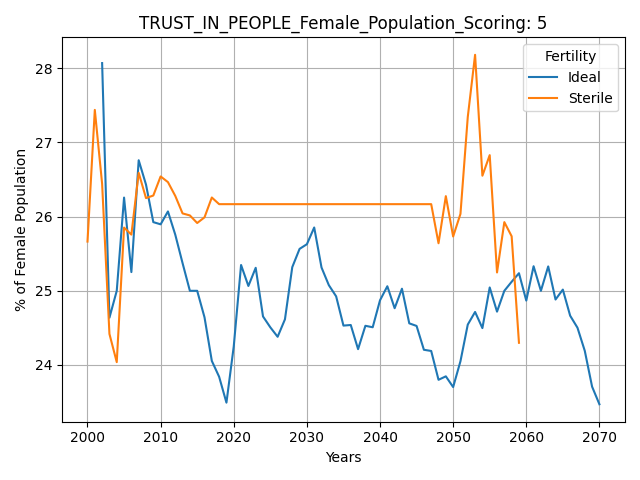 TRUST_IN_PEOPLE_Female_Population_Scoring: 5
Fertility
Ideal
Sterile
% of Female Population
28
27
26
25
24
2000 2010 2020 2030 2040 2050 2060 2070
Years